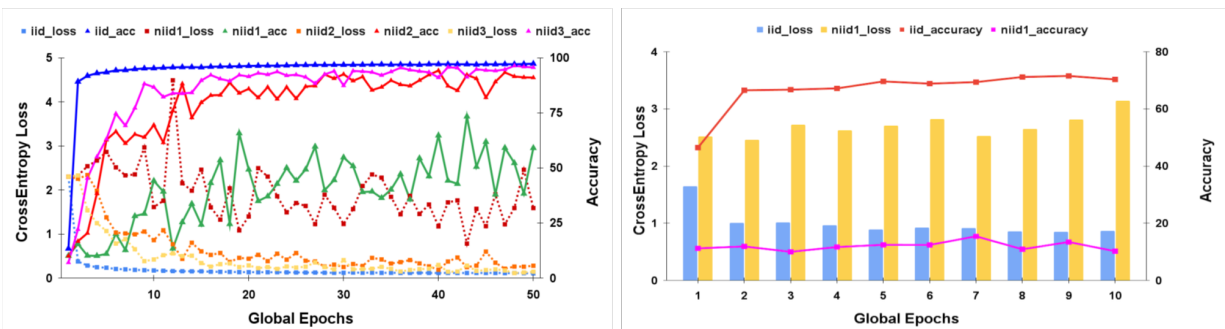 iid_loss iid_acc niid1_loss niid1_acc niid2_loss niid2_acc niid3_loss niid3_acc
CrossEntropy Loss
5
4
3
2
1
0
100
75
50
25
0
Accuracy
10 20 30 40 50
Global Epochs
iid_loss niid1_loss iid_accuracy niid1_accuracy
CrossEntropy Loss
4
3
2
1
0
80
60
40
20
0
Accuracy
1 2 3 4 5 6 7 8 9 10
Global Epochs